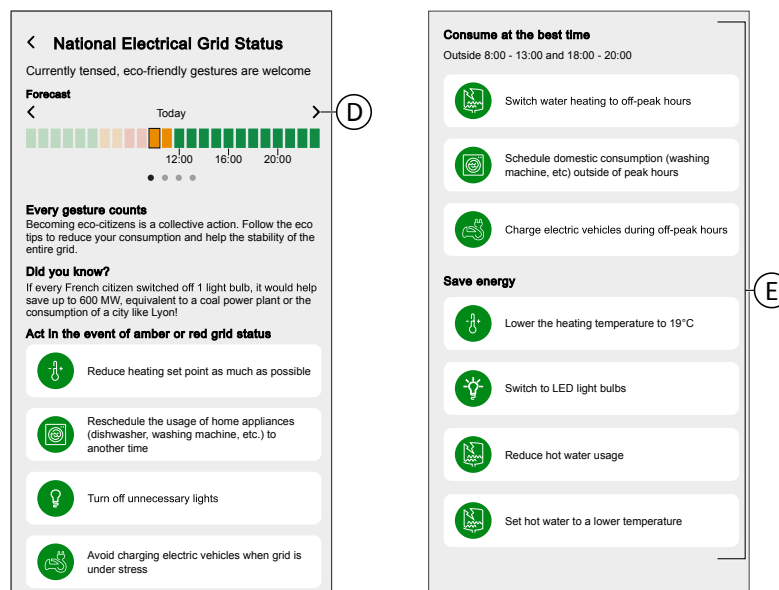 National Electrical Grid Status
Currently tensed, eco-friendly gestures are welcome
Forecast
Today
D
12:00 16:00 20:00
Every gesture counts
Becoming eco-citizens is a collective action. Follow the eco
tips to reduce your consumption and help the stability of the
entire grid.
Did you know?
If every French citizen switched off 1 light bulb, it would help
save up to 600 MW, equivalent to a coal power plant or the
consumption of a city like Lyon!
Act in the event of amber or red grid status
Reduce heating set point as much as possible
Reschedule the usage of home appliances
(dishwasher, washing machine, etc.) to
another time
Turn off unnecessary lights
Avoid charging electric vehicles when grid is
under stress
Consume at the best time
Outside 8:00 - 13:00 and 18:00 - 20:00
Switch water heating to off-peak hours
Schedule domestic consumption (washing
machine, etc) outside of peak hours
Charge electric vehicles during off-peak hours
Save energy
E
Lower the heating temperature to 19°C
Switch to LED light bulbs
Reduce hot water usage
Set hot water to a lower temperature